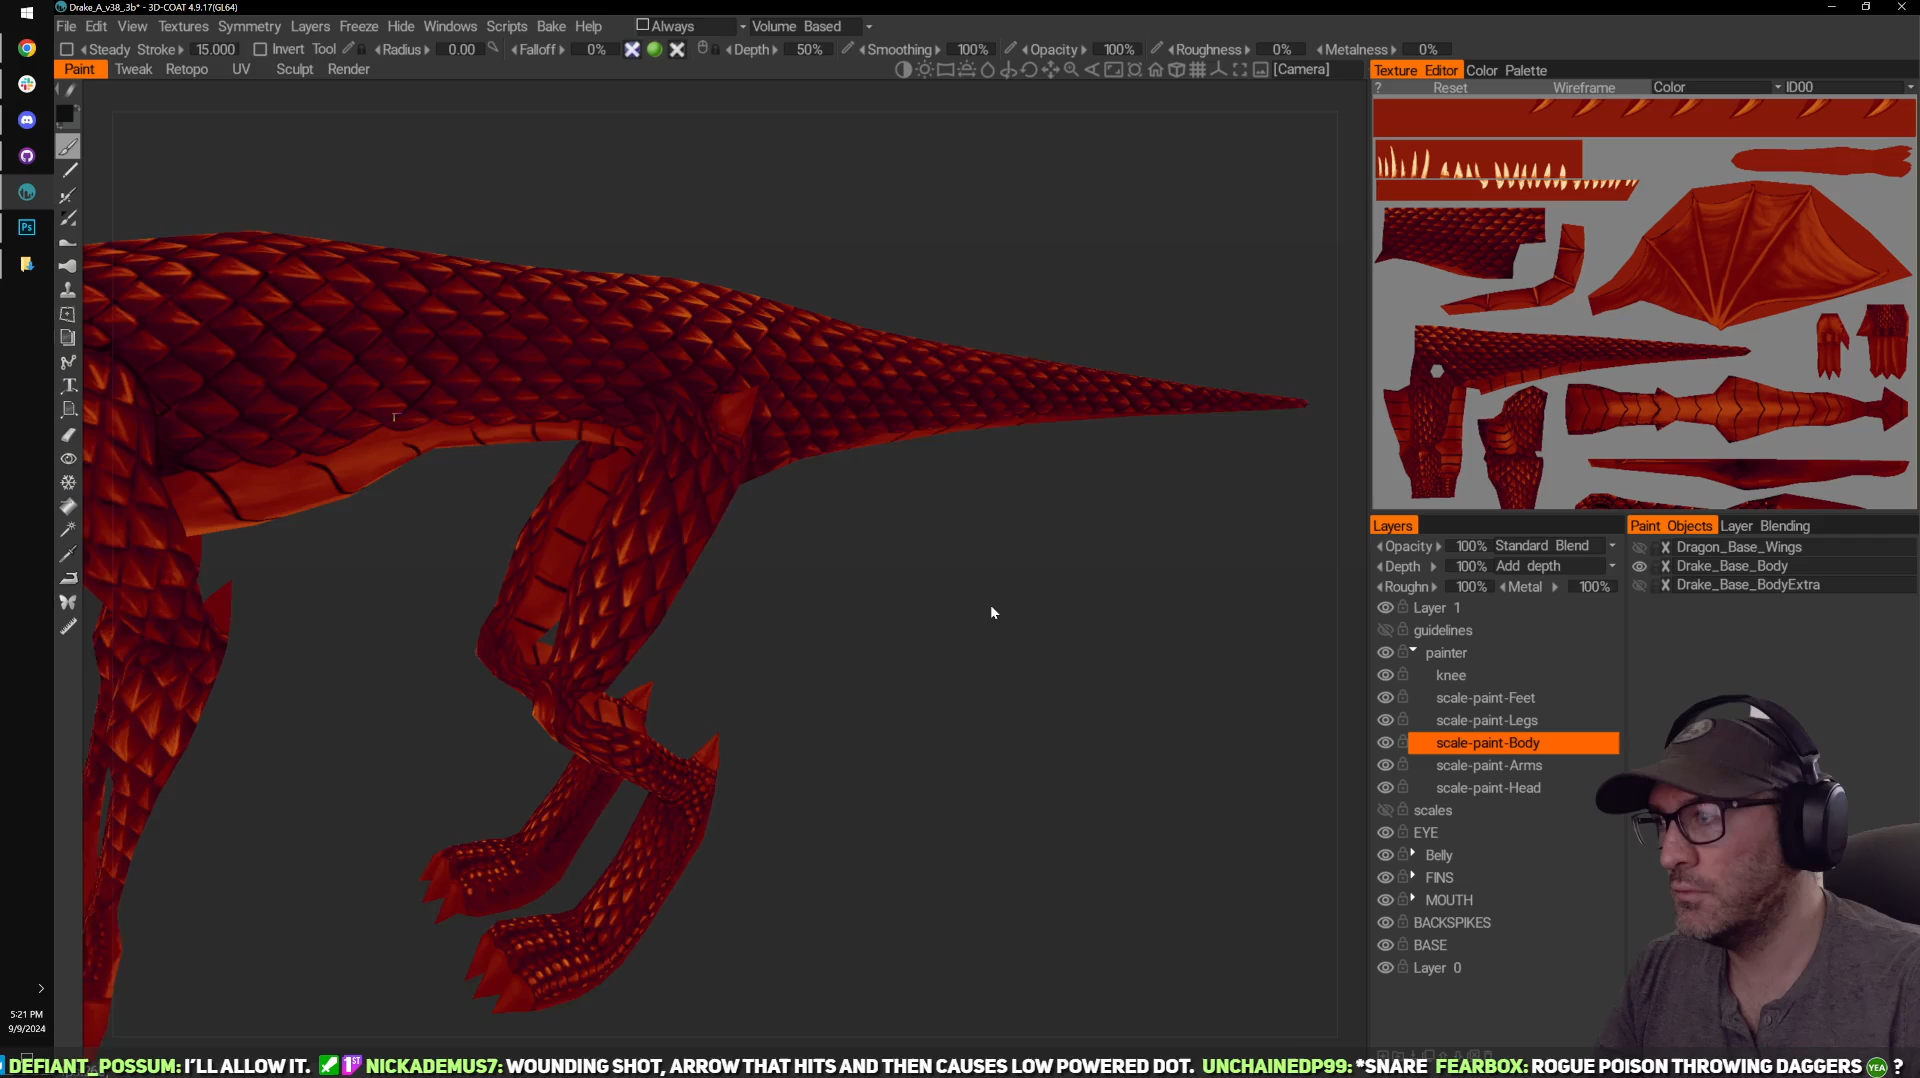 Drake_A_v38_.3b* - 3D-COAT 4.9.17(GL64)
File Edit View Textures Symmetry Layers Freeze Hide Windows Scripts Bake Help Always Volume Based
Steady Stroke 15.000 Invert Tool Radius 0.00 Falloff 0% Depth 50% Smoothing 100% Opacity 100% Roughness 0% Metalness 0%
Paint Tweak Retopo UV Sculpt Render [Camera]
Texture Editor Color Palette
? Reset Wireframe Color ID00
Ps
Layers
Opacity 100% Standard Blend
Depth 100% Add depth
Roughn 100% Metal 100%
Layer 1
guidelines
painter
knee
scale-paint-Feet
scale-paint-Legs
scale-paint-Body
scale-paint-Arms
scale-paint-Head
scales
EYE
Belly
FINS
MOUTH
BACKSPIKES
BASE
Layer 0
Paint Objects Layer Blending
Dragon_Base_Wings
Drake_Base_Body
Drake_Base_BodyExtra
5:21 PM
9/9/2024
DEFIANT_POSSUM: I'LL ALLOW IT. 1ST NICKADEMUS7: WOUNDING SHOT, ARROW THAT HITS AND THEN CAUSES LOW POWERED DOT. UNCHAINEDP99: *SNARE FEARBOX: ROGUE POISON THROWING DAGGERS YEA ?